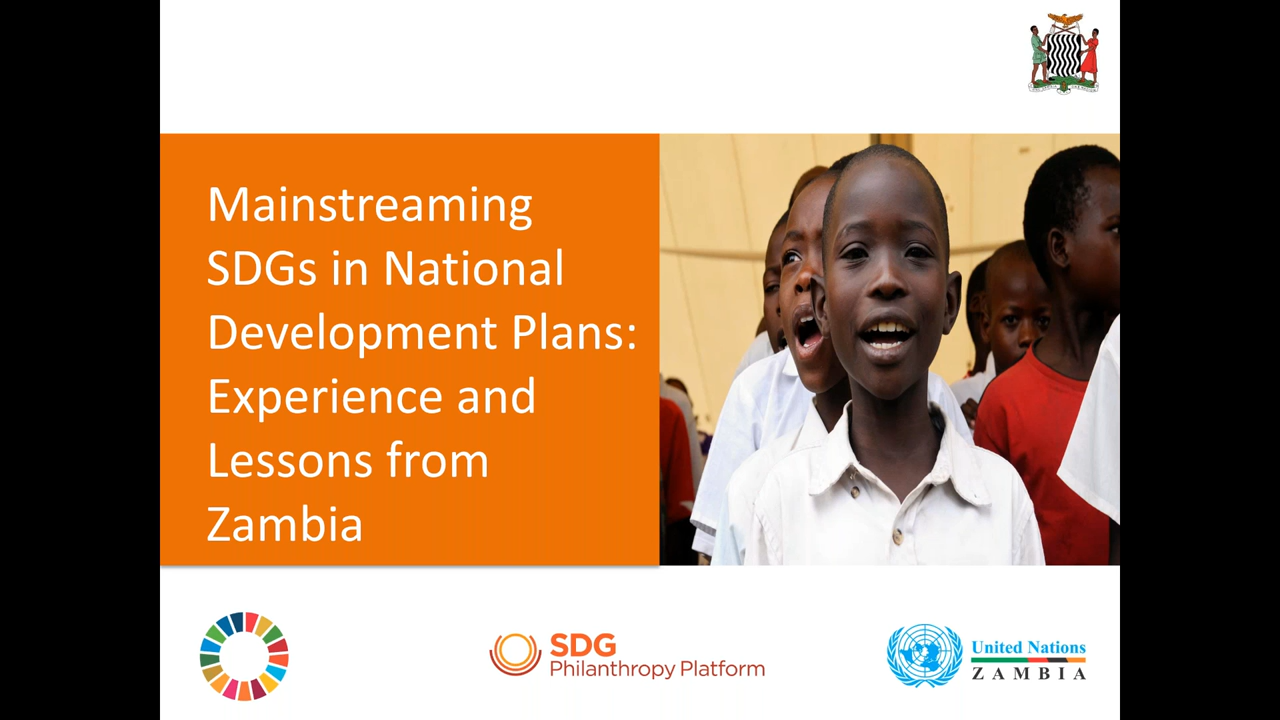 Mainstreaming
SDGs in National
Development Plans:
Experience and
Lessons from
Zambia
SDG
Philanthropy Platform
United Nations
ZAMBIA